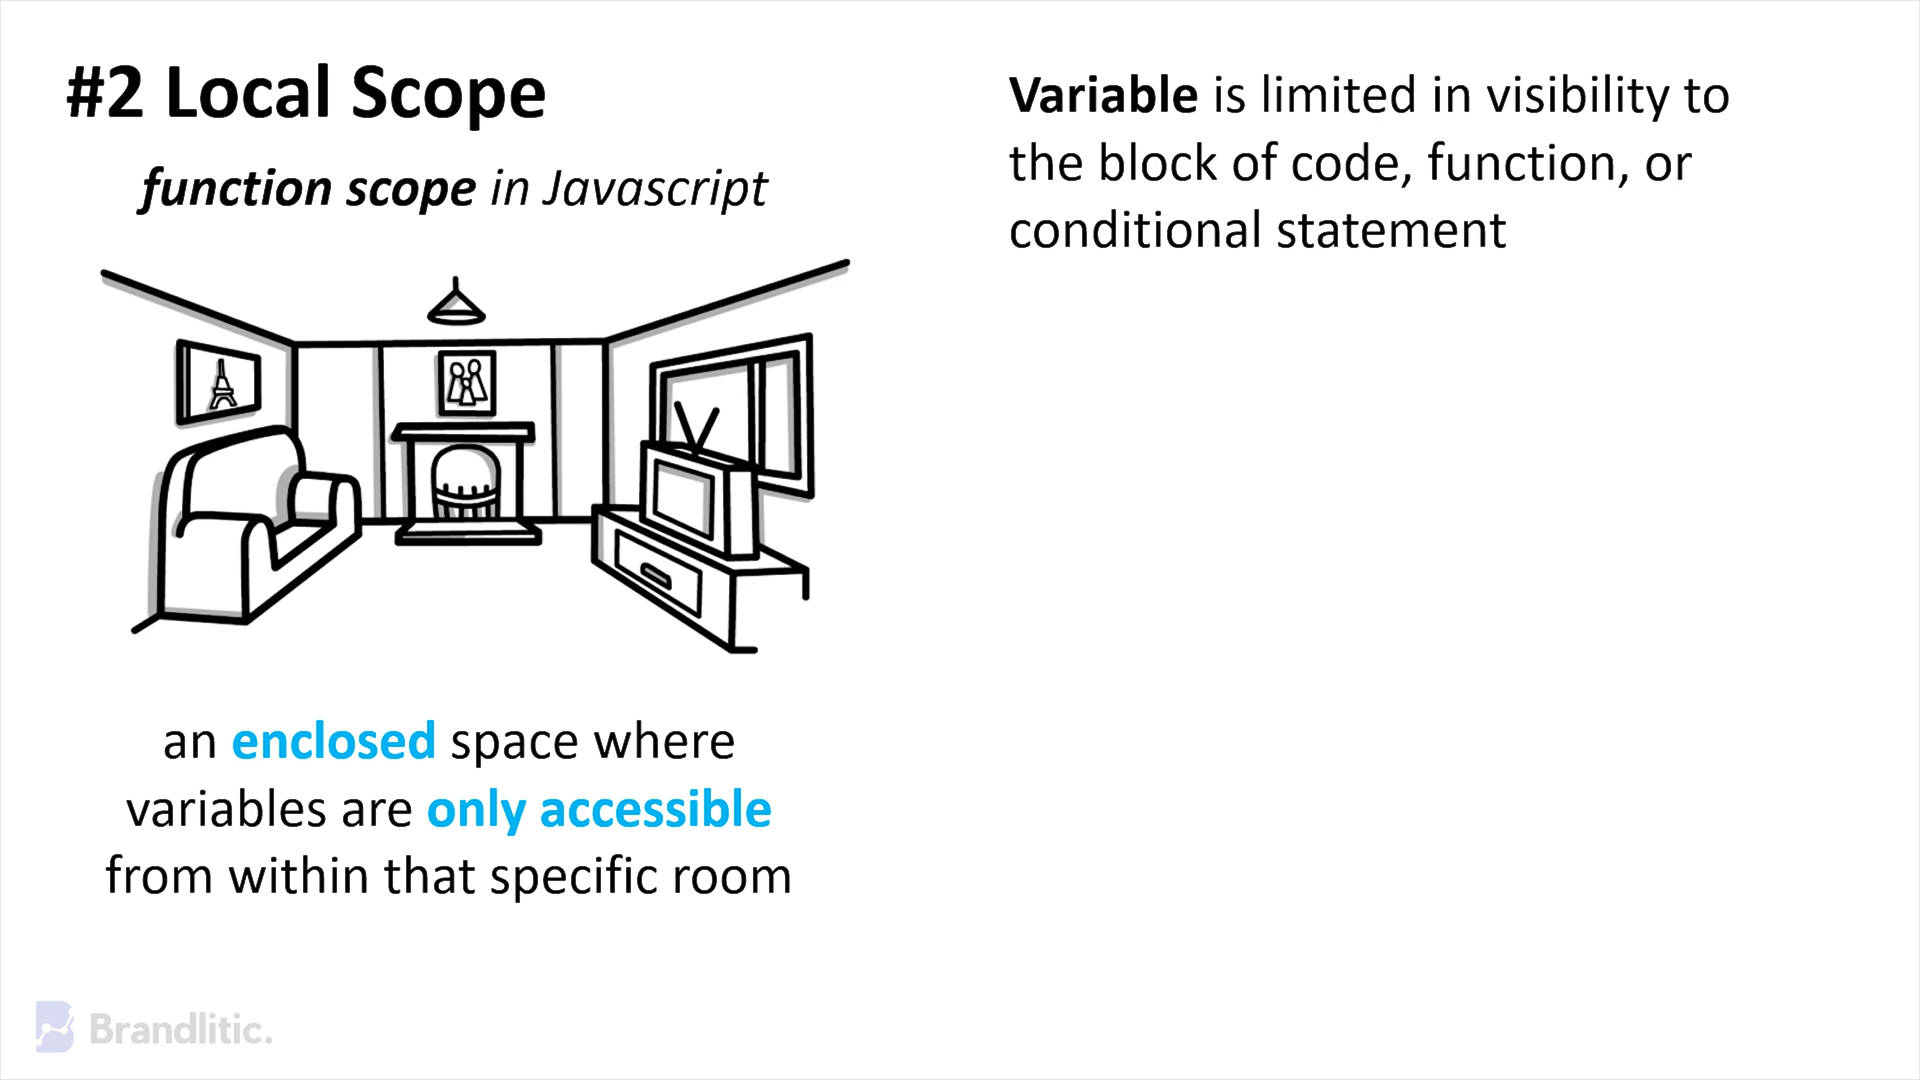 #2 Local Scope
function scope in Javascript
an enclosed space where
variables are only accessible
from within that specific room
Variable is limited in visibility to
the block of code, function, or
conditional statement
Brandlitic.